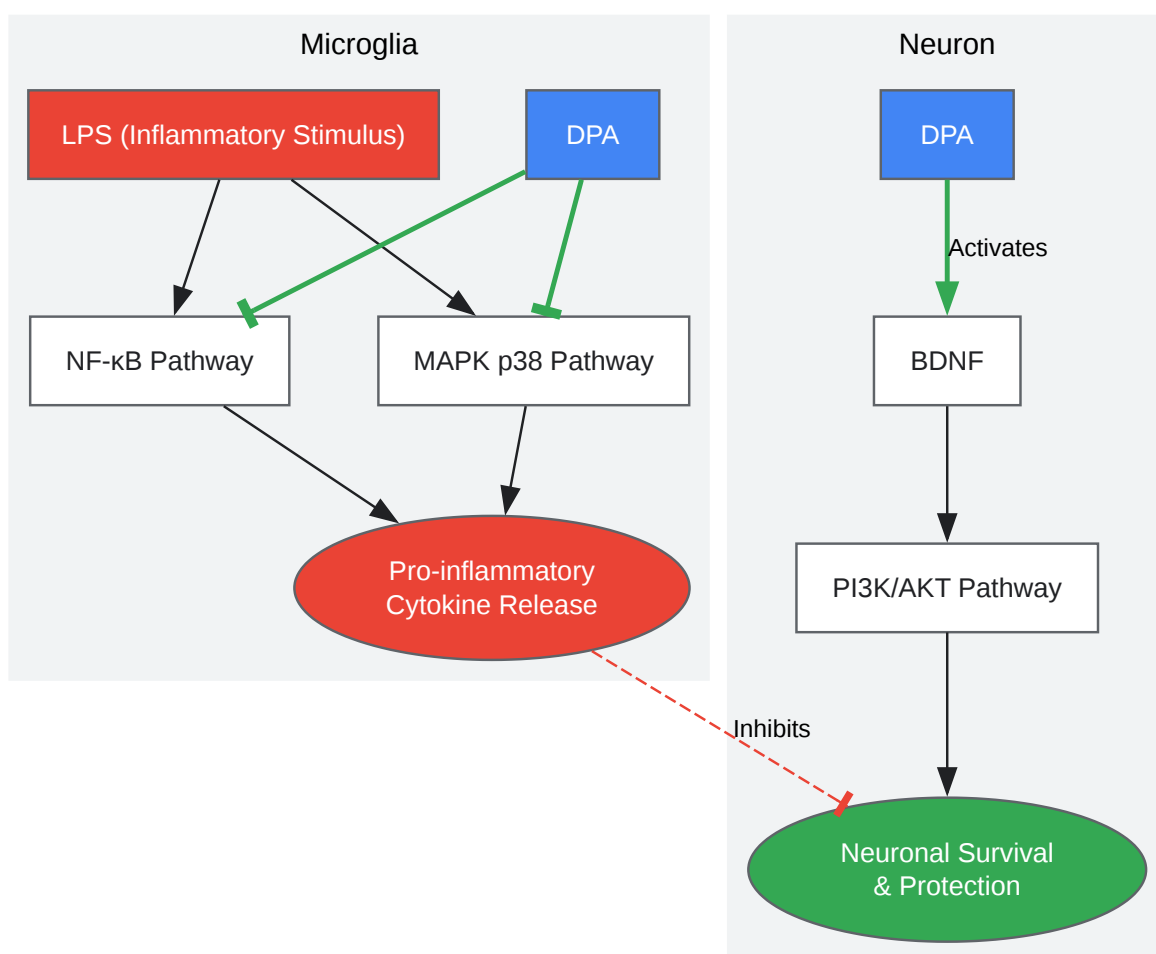 Microglia
LPS (Inflammatory Stimulus)
DPA
NF-κB Pathway
MAPK p38 Pathway
Pro-inflammatory
Cytokine Release
Neuron
DPA
Activates
BDNF
PI3K/AKT Pathway
Inhibits
Neuronal Survival
& Protection